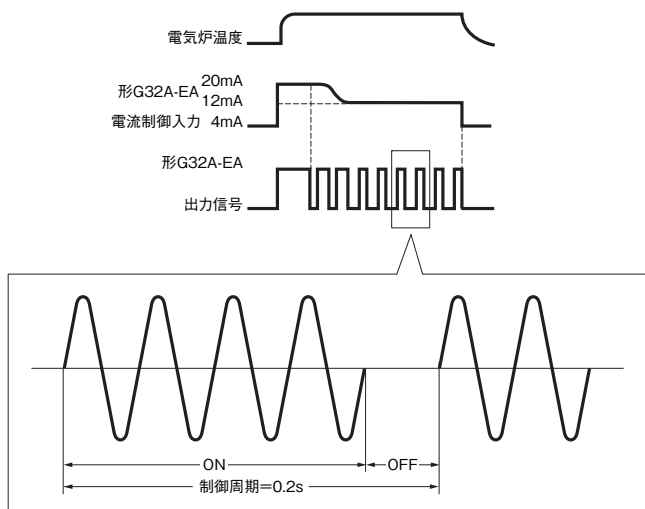 電気炉温度
形G32A-EA 20mA
12mA
電流制御入力 4mA
形G32A-EA
出力信号
ON
OFF
制御周期＝0.2s